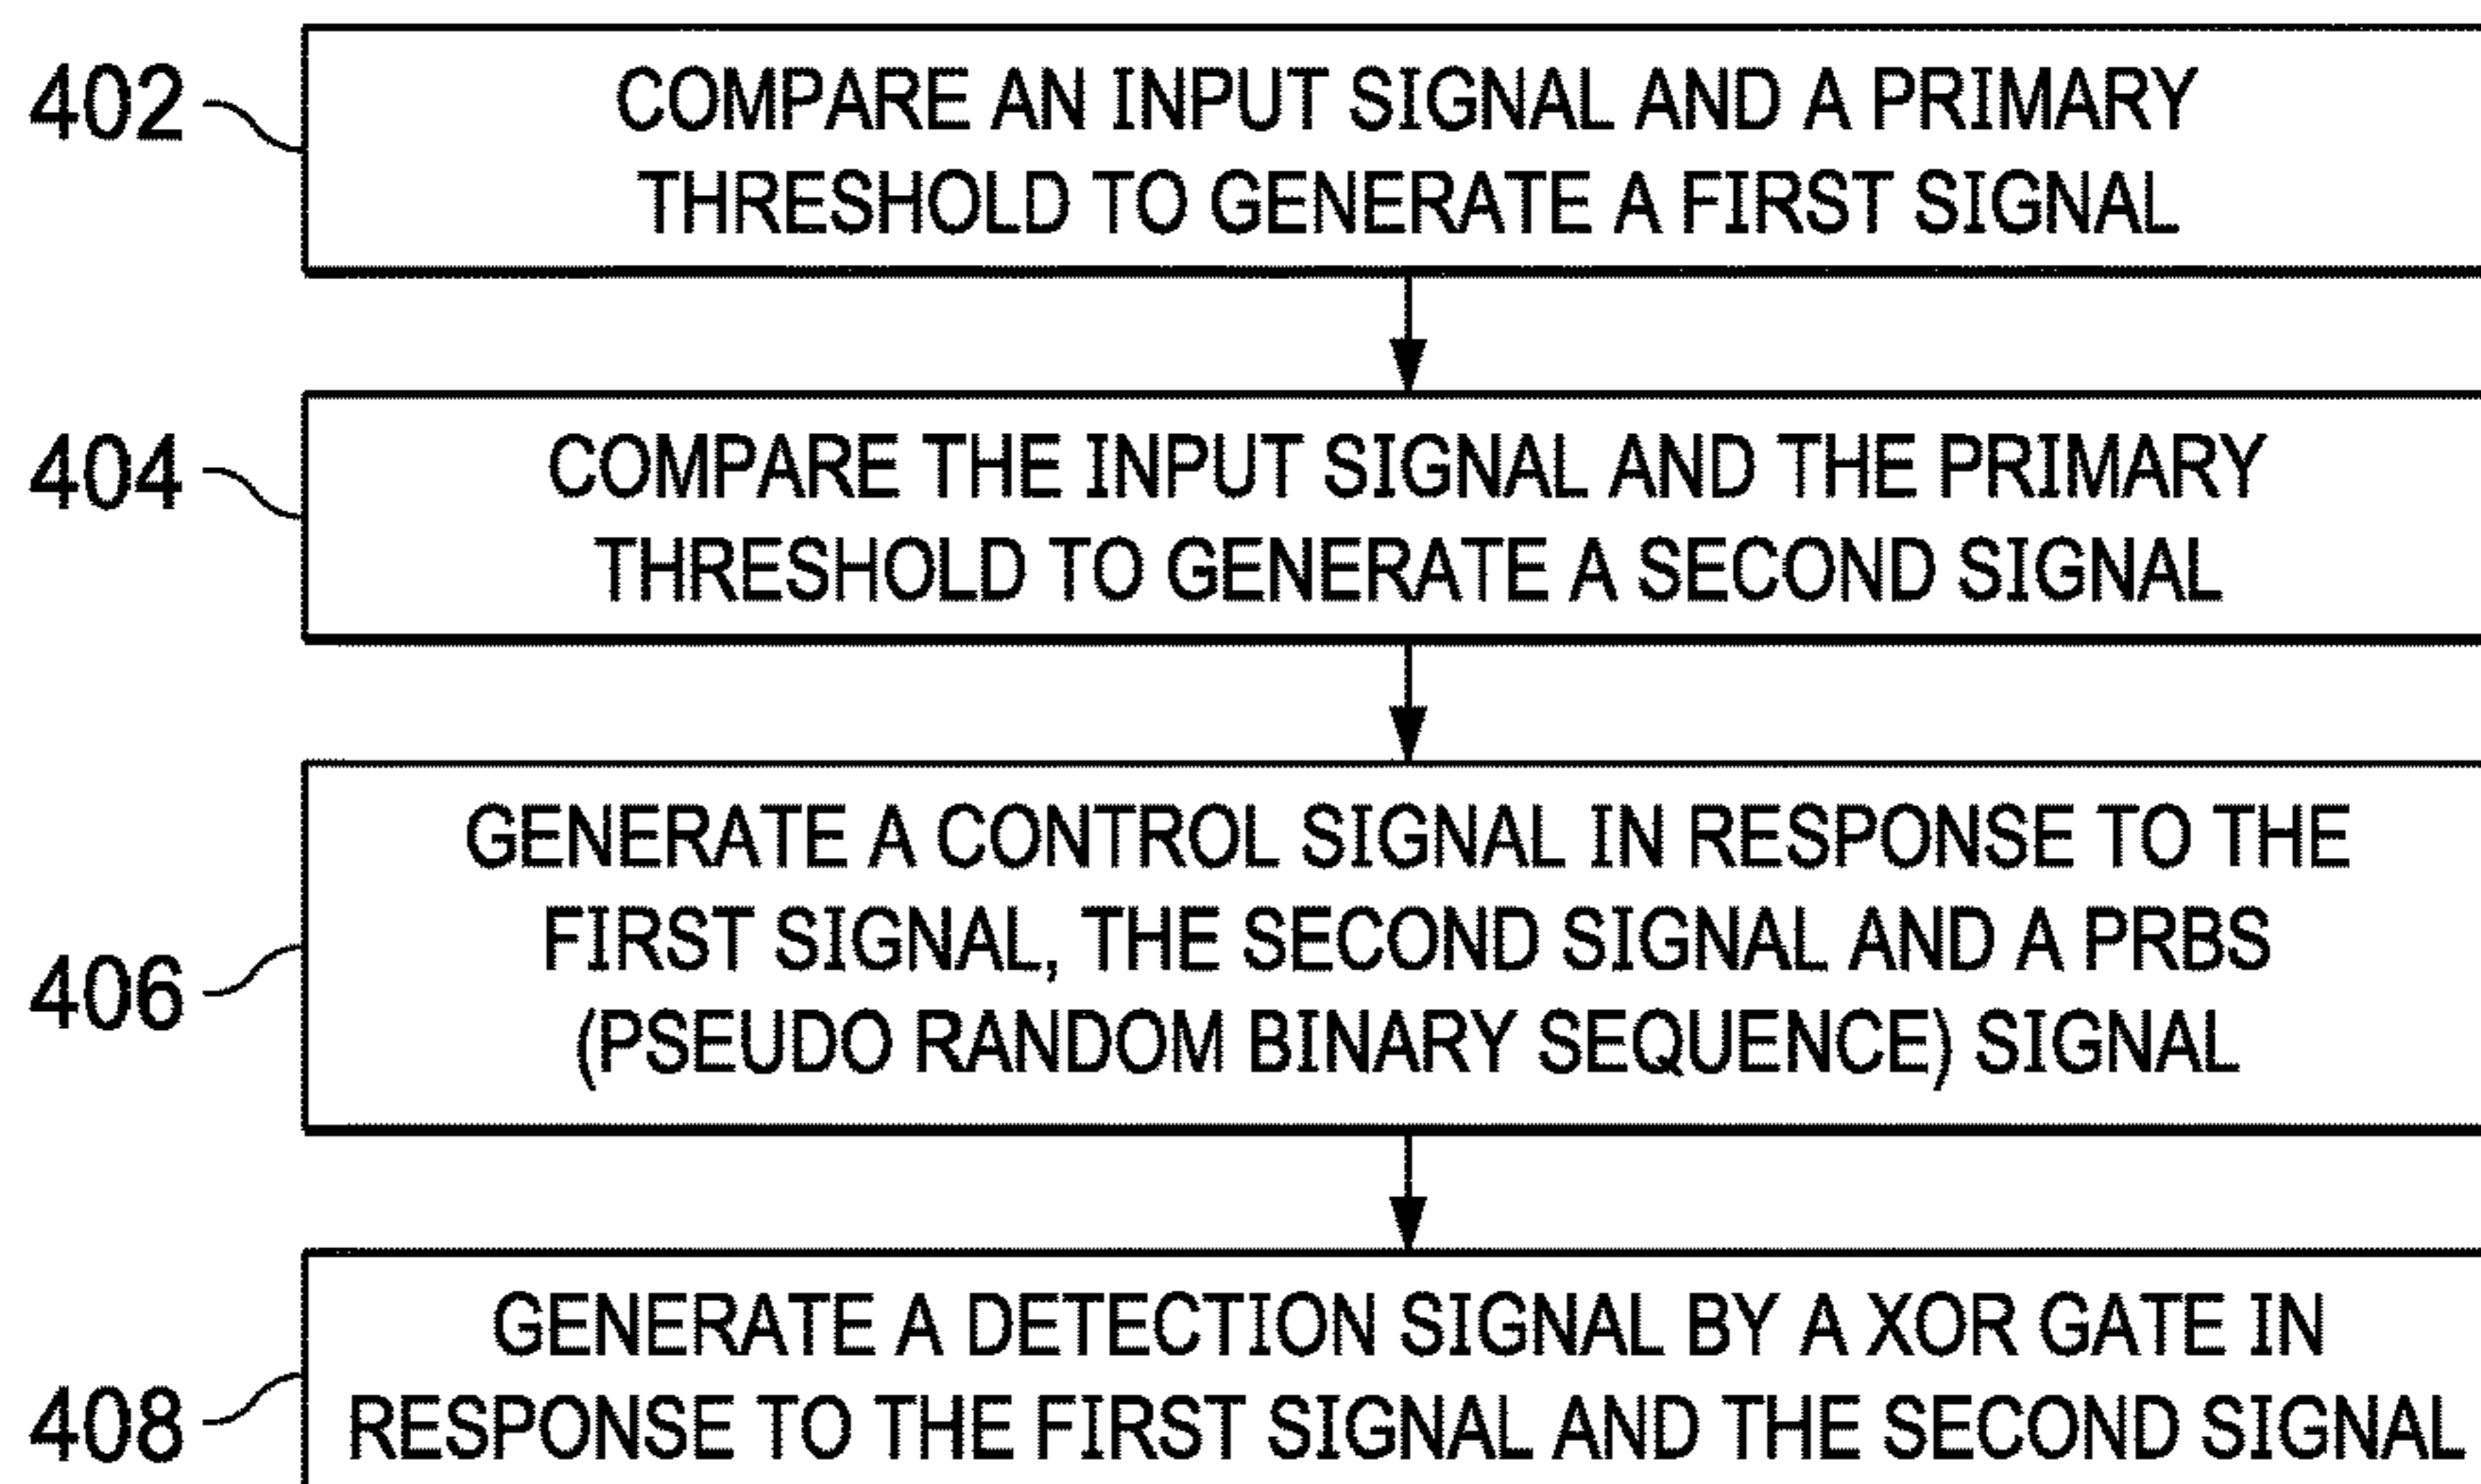 402
COMPARE AN INPUT SIGNAL AND A PRIMARY
THRESHOLD TO GENERATE A FIRST SIGNAL
404
COMPARE THE INPUT SIGNAL AND THE PRIMARY
THRESHOLD TO GENERATE A SECOND SIGNAL
406
GENERATE A CONTROL SIGNAL IN RESPONSE TO THE
FIRST SIGNAL, THE SECOND SIGNAL AND A PRBS
(PSEUDO RANDOM BINARY SEQUENCE) SIGNAL
408
GENERATE A DETECTION SIGNAL BY A XOR GATE IN
RESPONSE TO THE FIRST SIGNAL AND THE SECOND SIGNAL